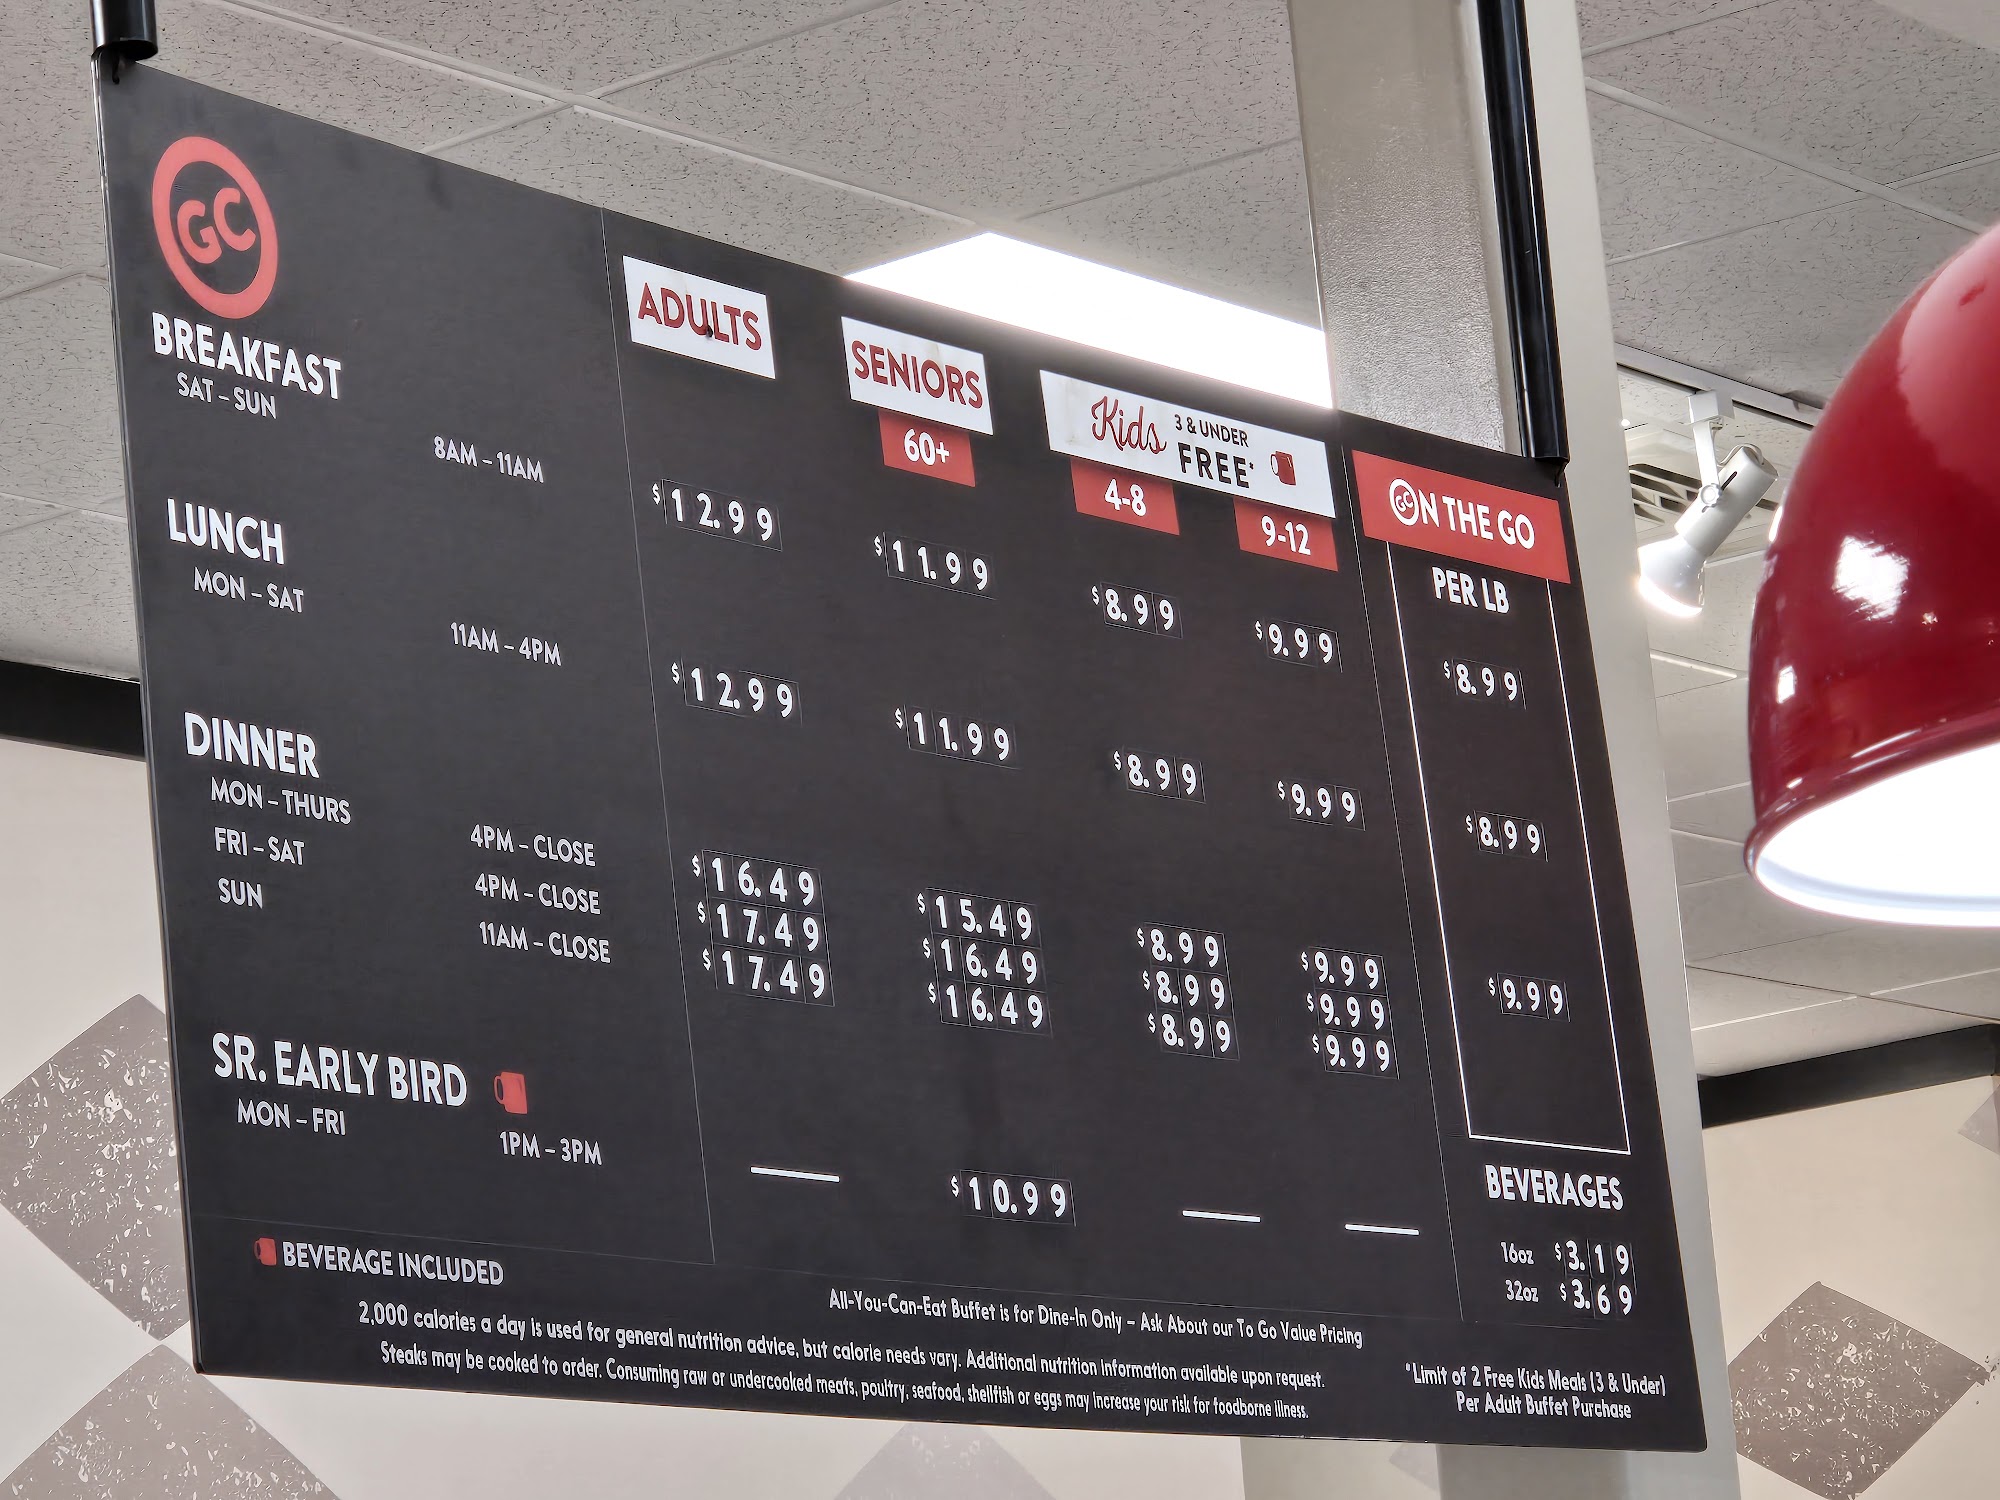 GC
BREAKFAST
SAT – SUN
8AM – 11AM
LUNCH
MON – SAT
11AM – 4PM
DINNER
MON – THURS
4PM – CLOSE
FRI – SAT
4PM – CLOSE
SUN
11AM – CLOSE
SR. EARLY BIRD
MON – FRI
1PM – 3PM
BEVERAGE INCLUDED
ADULTS
$12.99
$12.99
$16.49
$17.49
$17.49
SENIORS
60+
$11.99
$11.99
$15.49
$16.49
$16.49
$10.99
Kids 3 & UNDER
FREE*
4-8
$8.99
$8.99
$8.99
$8.99
$8.99
9-12
$9.99
$9.99
$9.99
$9.99
$9.99
GC ON THE GO
PER LB
$8.99
$8.99
$9.99
BEVERAGES
16oz $3.19
32oz $3.69
All-You-Can-Eat Buffet is for Dine-In Only – Ask About our To Go Value Pricing
2,000 calories a day is used for general nutrition advice, but calorie needs vary. Additional nutrition information available upon request.
Steaks may be cooked to order. Consuming raw or undercooked meats, poultry, seafood, shellfish or eggs may increase your risk for foodborne illness.
*Limit of 2 Free Kids Meals (3 & Under)
Per Adult Buffet Purchase